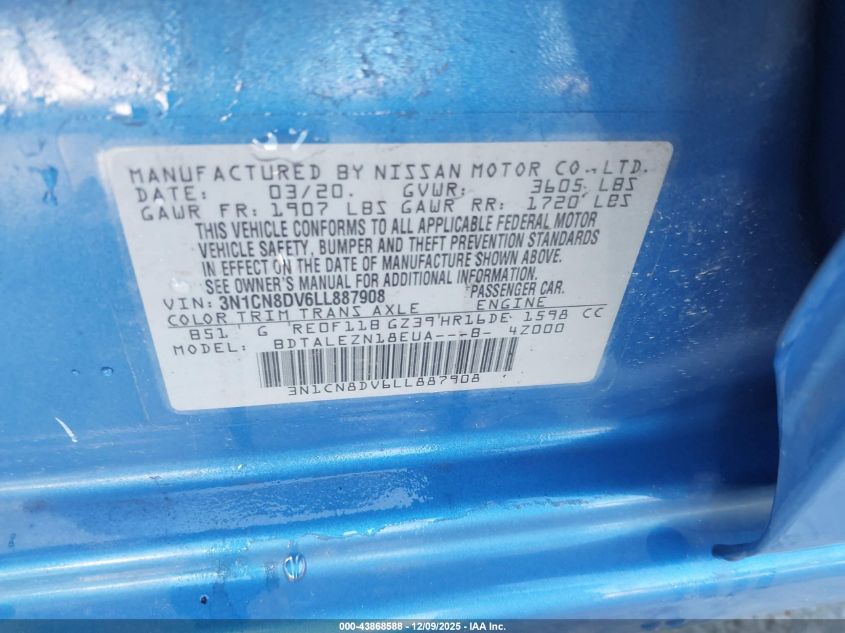 MANUFACTURED BY NISSAN MOTOR CO.,LTD.
DATE: 03/20. GVWR: 3605 LBS
GAWR FR: 1907 LBS GAWR RR: 1720 LBS
THIS VEHICLE CONFORMS TO ALL APPLICABLE FEDERAL MOTOR
VEHICLE SAFETY, BUMPER AND THEFT PREVENTION STANDARDS
IN EFFECT ON THE DATE OF MANUFACTURE SHOWN ABOVE.
SEE OWNER'S MANUAL FOR ADDITIONAL INFORMATION.
VIN: 3N1CN8DV6LL887908 PASSENGER CAR.
COLOR TRIM TRANS AXLE ENGINE
B51 G RE0F11B GZ39 HR16DE 1598 CC
MODEL: BDTALEZN18EUA---B- 4Z000
3N1CN8DV6LL887908
000-43868588 | 12/09/2025 - IAA Inc.